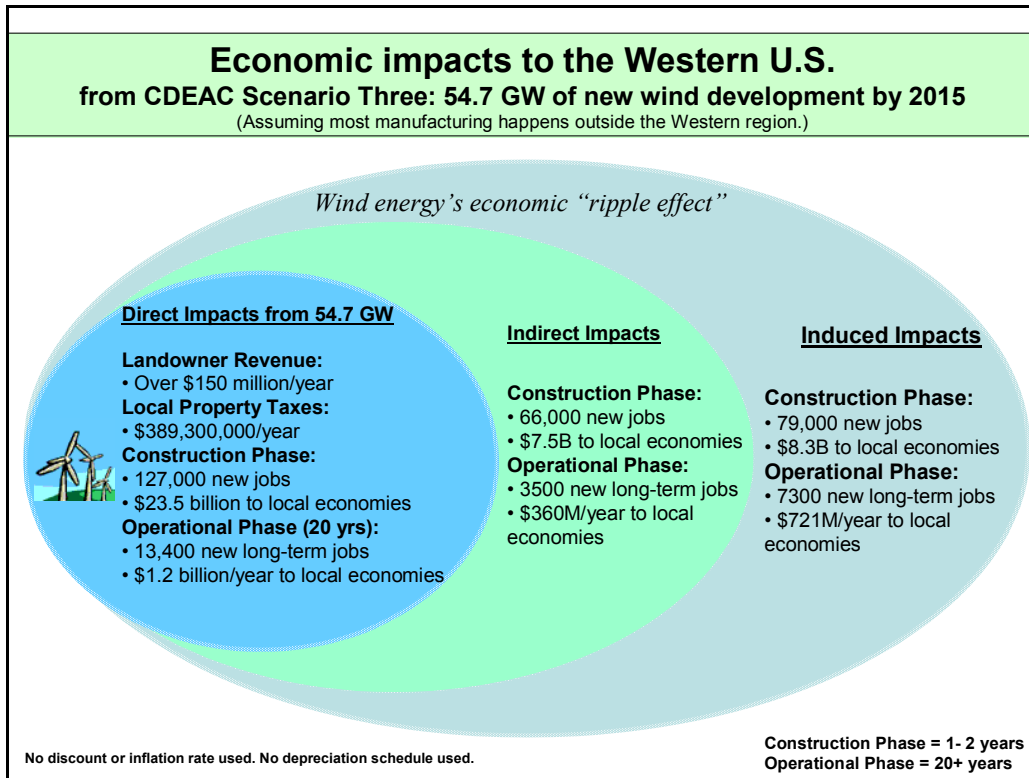 Economic impacts to the Western U.S.
from CDEAC Scenario Three: 54.7 GW of new wind development by 2015
(Assuming most manufacturing happens outside the Western region.)
Wind energy’s economic “ripple effect”
Direct Impacts from 54.7 GW
Landowner Revenue:
• Over $150 million/year
Local Property Taxes:
• $389,300,000/year
Construction Phase:
• 127,000 new jobs
• $23.5 billion to local economies
Operational Phase (20 yrs):
• 13,400 new long-term jobs
• $1.2 billion/year to local economies
Indirect Impacts
Construction Phase:
• 66,000 new jobs
• $7.5B to local economies
Operational Phase:
• 3500 new long-term jobs
• $360M/year to local
economies
Induced Impacts
Construction Phase:
• 79,000 new jobs
• $8.3B to local economies
Operational Phase:
• 7300 new long-term jobs
• $721M/year to local
economies
No discount or inflation rate used. No depreciation schedule used.
Construction Phase = 1- 2 years
Operational Phase = 20+ years